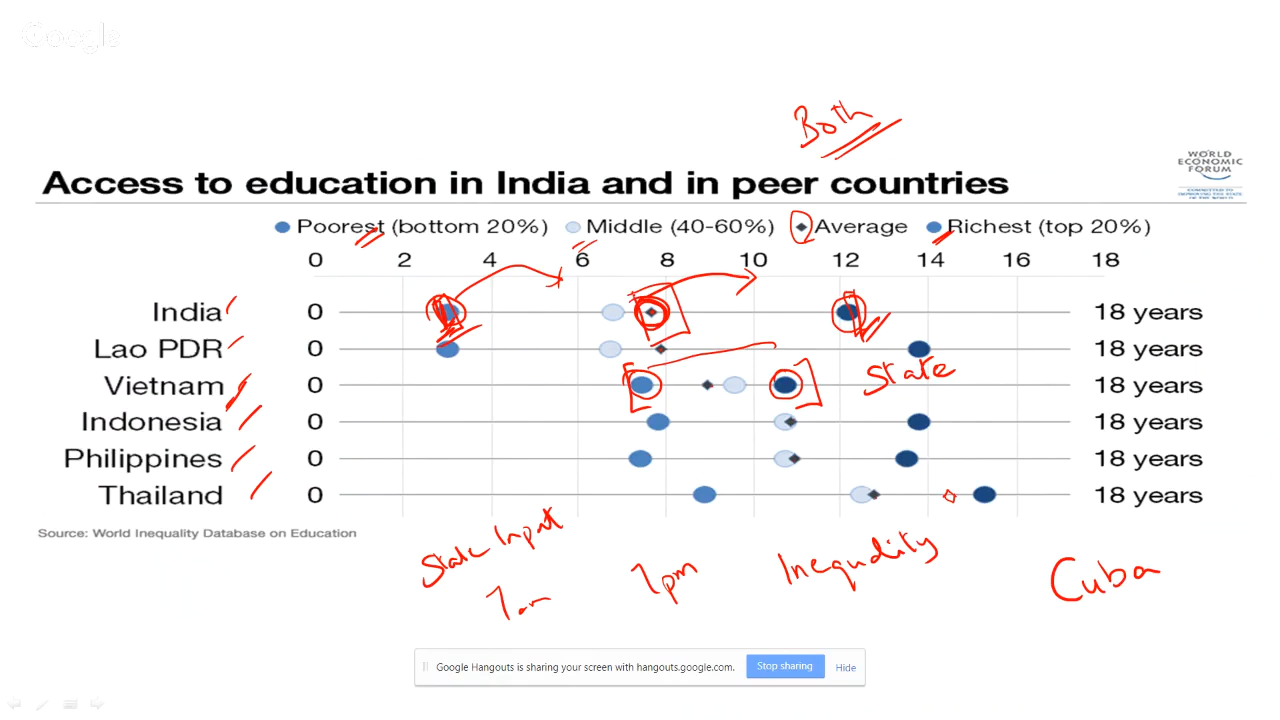 Google
Both
WORLD
ECONOMIC
FORUM
Access to education in India and in peer countries
Poorest (bottom 20%) Middle (40-60%) Average Richest (top 20%)
0 2 4 6 8 10 12 14 16 18
India 0 18 years
Lao PDR 0 18 years
Vietnam 0 18 years
State
Indonesia 0 18 years
Philippines 0 18 years
Thailand 0 18 years
Source: World Inequality Database on Education
State Input Inequality Cuba
7am 7pm
Google Hangouts is sharing your screen with hangouts.google.com. Stop sharing Hide